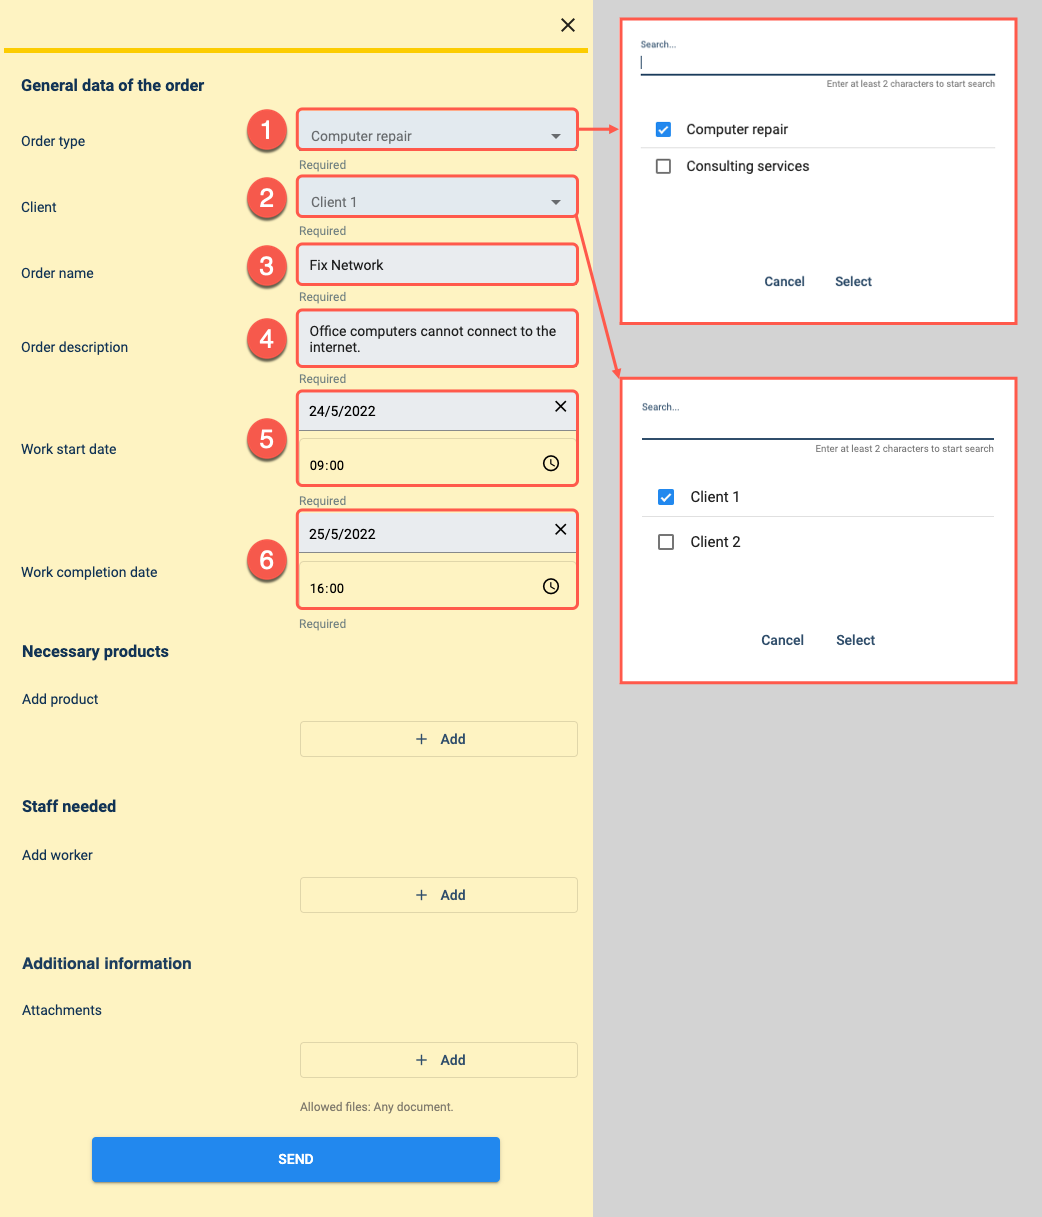 General data of the order
Order type
1
Computer repair
Required
Client
2
Client 1
Required
Order name
3
Fix Network
Required
Order description
4
Office computers cannot connect to the
internet.
Required
Work start date
5
24/5/2022
09:00
Required
Work completion date
6
25/5/2022
16:00
Required
Necessary products
Add product
+ Add
Staff needed
Add worker
+ Add
Additional information
Attachments
+ Add
Allowed files: Any document.
SEND
Search...
Enter at least 2 characters to start search
Computer repair
Consulting services
Cancel Select
Search...
Enter at least 2 characters to start search
Client 1
Client 2
Cancel Select